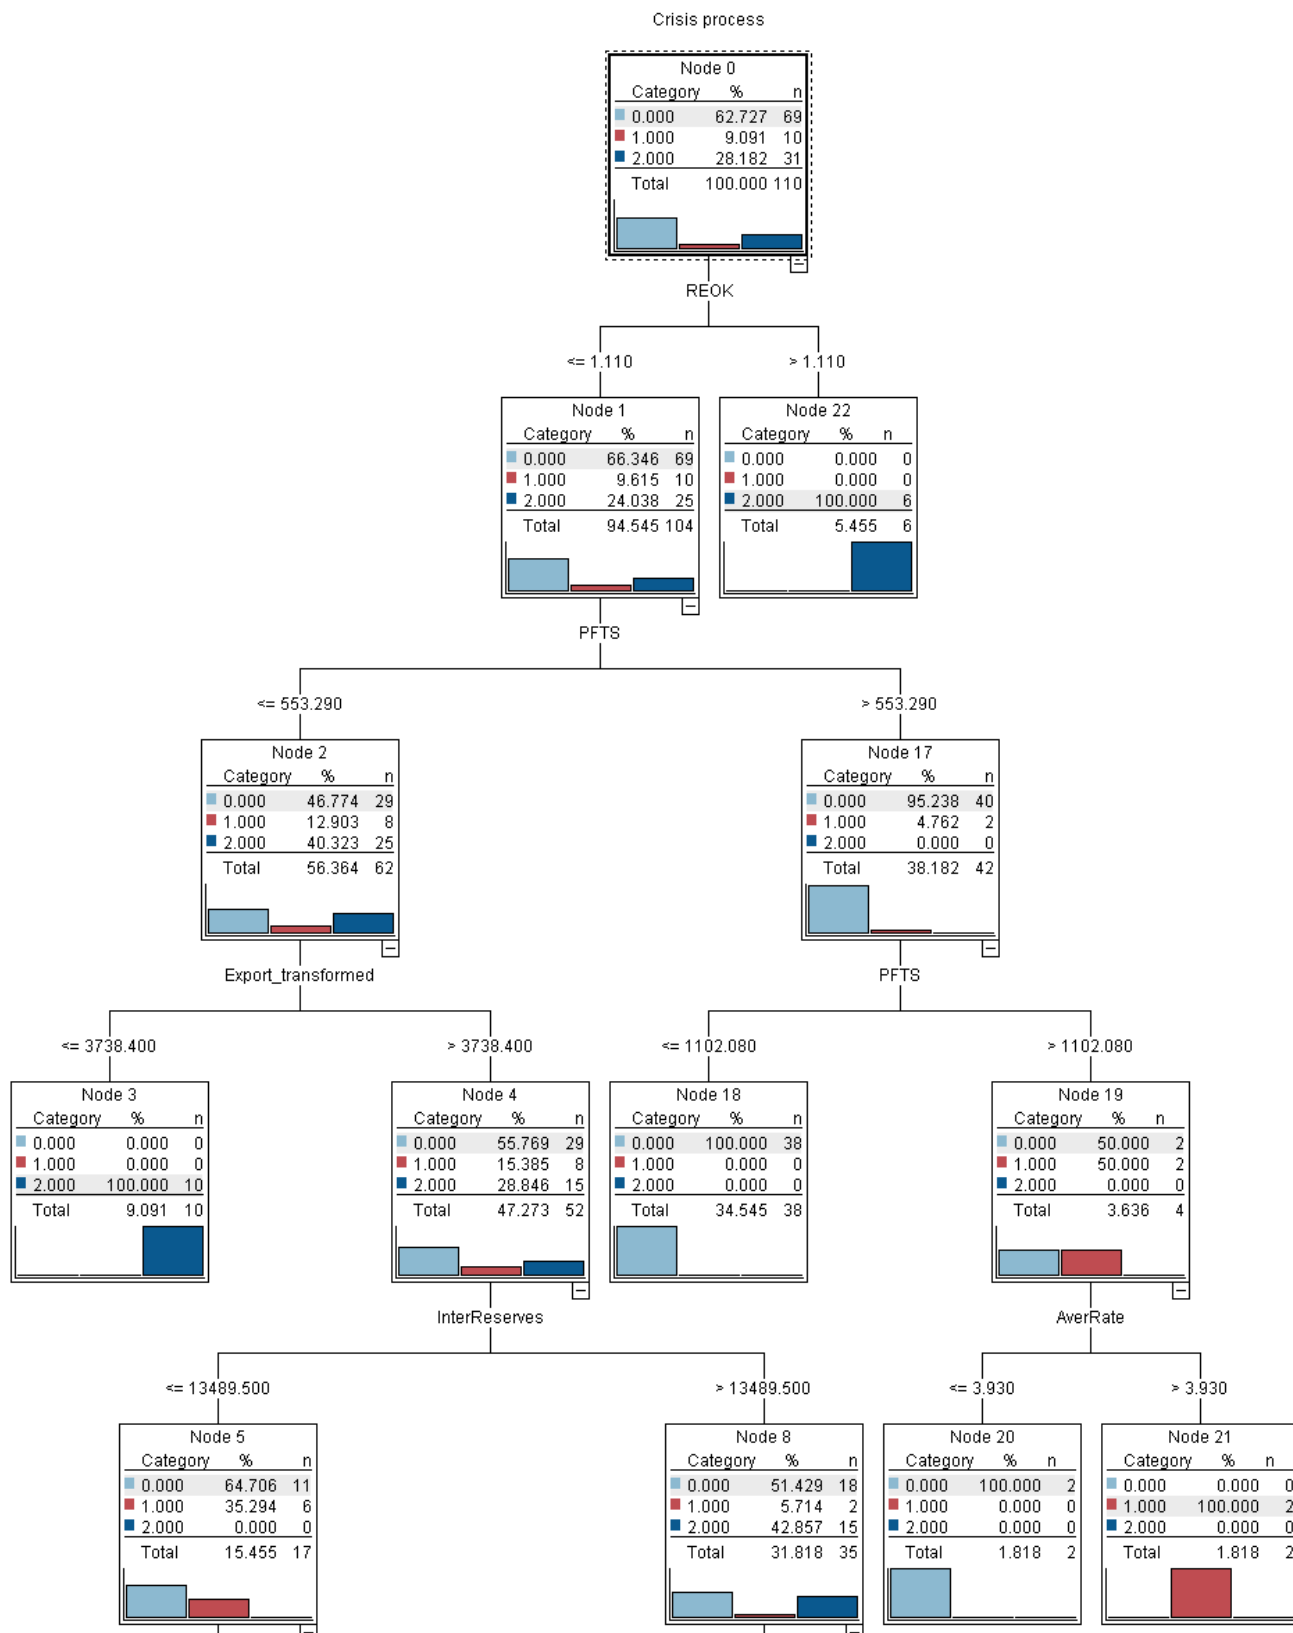 Crisis process
Node 0
Category % n
0.000 62.727 69
1.000 9.091 10
2.000 28.182 31
Total 100.000 110
REOK
<= 1.110
> 1.110
Node 1
Category % n
0.000 66.346 69
1.000 9.615 10
2.000 24.038 25
Total 94.545 104
Node 22
Category % n
0.000 0.000 0
1.000 0.000 0
2.000 100.000 6
Total 5.455 6
PFTS
<= 553.290
> 553.290
Node 2
Category % n
0.000 46.774 29
1.000 12.903 8
2.000 40.323 25
Total 56.364 62
Node 17
Category % n
0.000 95.238 40
1.000 4.762 2
2.000 0.000 0
Total 38.182 42
Export_transformed
PFTS
<= 3738.400
> 3738.400
<= 1102.080
> 1102.080
Node 3
Category % n
0.000 0.000 0
1.000 0.000 0
2.000 100.000 10
Total 9.091 10
Node 4
Category % n
0.000 55.769 29
1.000 15.385 8
2.000 28.846 15
Total 47.273 52
Node 18
Category % n
0.000 100.000 38
1.000 0.000 0
2.000 0.000 0
Total 34.545 38
Node 19
Category % n
0.000 50.000 2
1.000 50.000 2
2.000 0.000 0
Total 3.636 4
InterReserves
AverRate
<= 13489.500
> 13489.500
<= 3.930
> 3.930
Node 5
Category % n
0.000 64.706 11
1.000 35.294 6
2.000 0.000 0
Total 15.455 17
Node 8
Category % n
0.000 51.429 18
1.000 5.714 2
2.000 42.857 15
Total 31.818 35
Node 20
Category % n
0.000 100.000 2
1.000 0.000 0
2.000 0.000 0
Total 1.818 2
Node 21
Category % n
0.000 0.000 0
1.000 100.000 2
2.000 0.000 0
Total 1.818 2